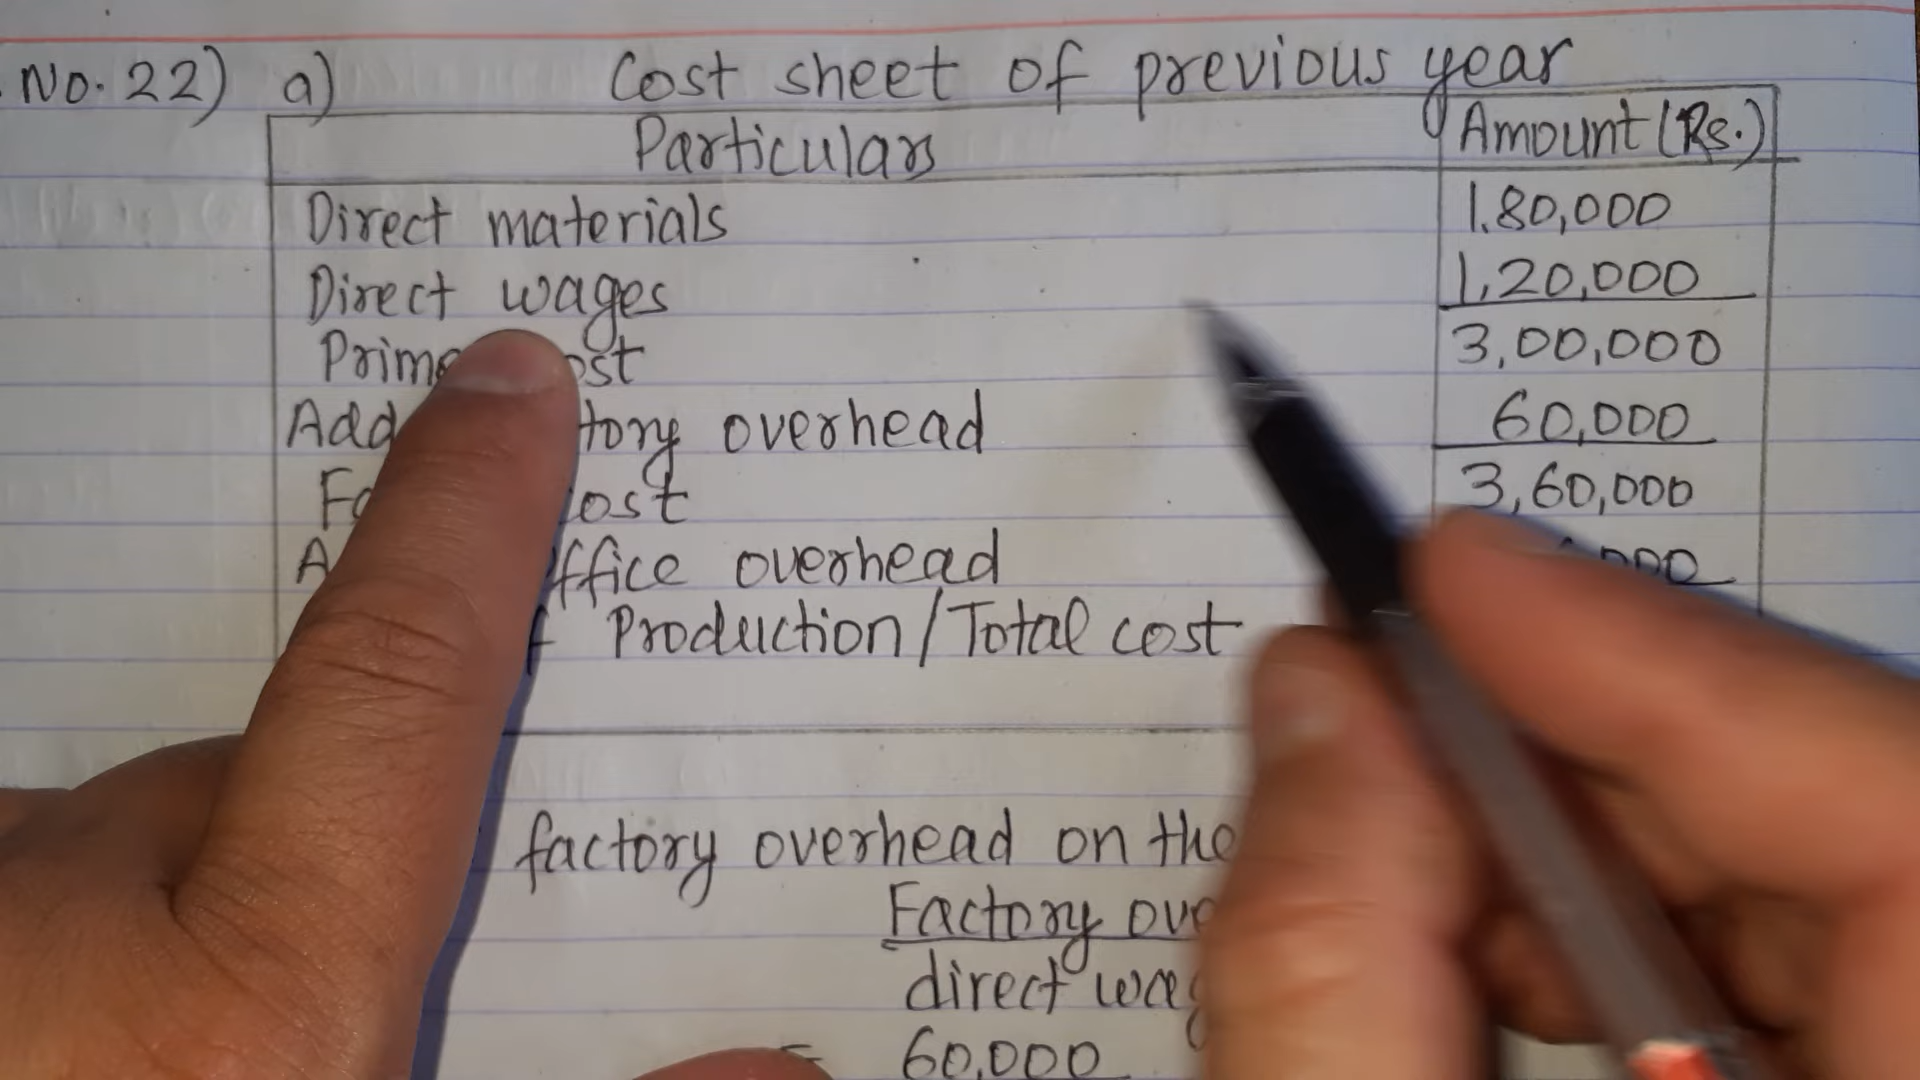 No. 22) a) Cost sheet of previous year
Particulars Amount (Rs.)
Direct materials 1.80,000
Direct wages 1,20,000
3,00,000
Add overhead 60,000
3,60,000
overhead
Production/Total cost
factory overhead on the
Factory
direct
= 60,000